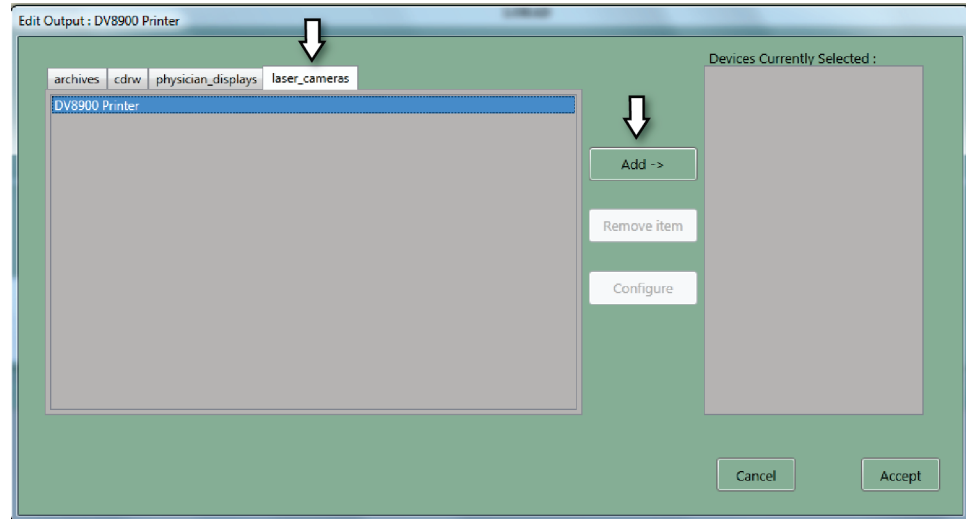 Edit Output : DV8900 Printer
Devices Currently Selected :
archives cdrw physician_displays laser_cameras
DV8900 Printer
Add ->
Remove item
Configure
Cancel Accept